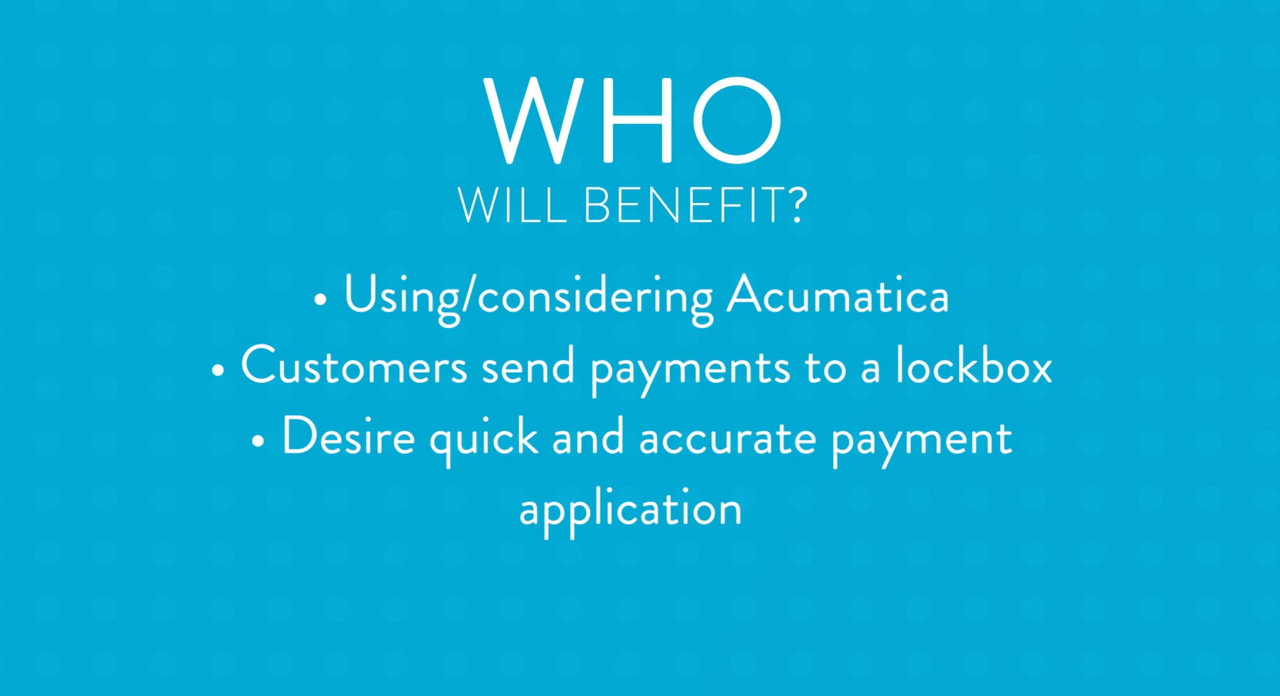 WHO
WILL BENEFIT?
• Using/considering Acumatica
• Customers send payments to a lockbox
• Desire quick and accurate payment
application